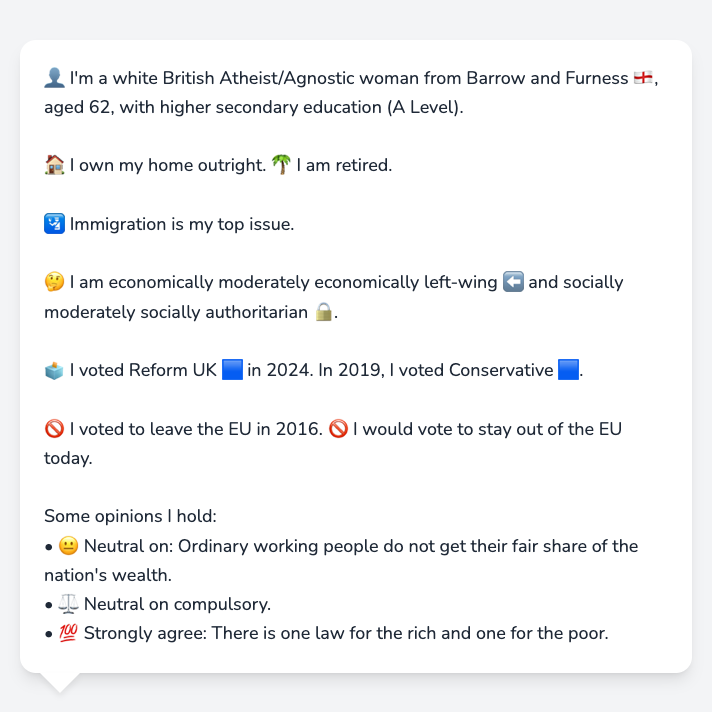 👤 I'm a white British Atheist/Agnostic woman from Barrow and Furness 🏴󠁧󠁢󠁥󠁮󠁧󠁿,
aged 62, with higher secondary education (A Level).
🏠 I own my home outright. 🌴 I am retired.
🛂 Immigration is my top issue.
🤔 I am economically moderately economically left-wing ⬅️ and socially
moderately socially authoritarian 🔒.
🗳️ I voted Reform UK 🟦 in 2024. In 2019, I voted Conservative 🟦.
🚫 I voted to leave the EU in 2016. 🚫 I would vote to stay out of the EU
today.
Some opinions I hold:
• 😐 Neutral on: Ordinary working people do not get their fair share of the
nation's wealth.
• ⚖️ Neutral on compulsory.
• 💯 Strongly agree: There is one law for the rich and one for the poor.